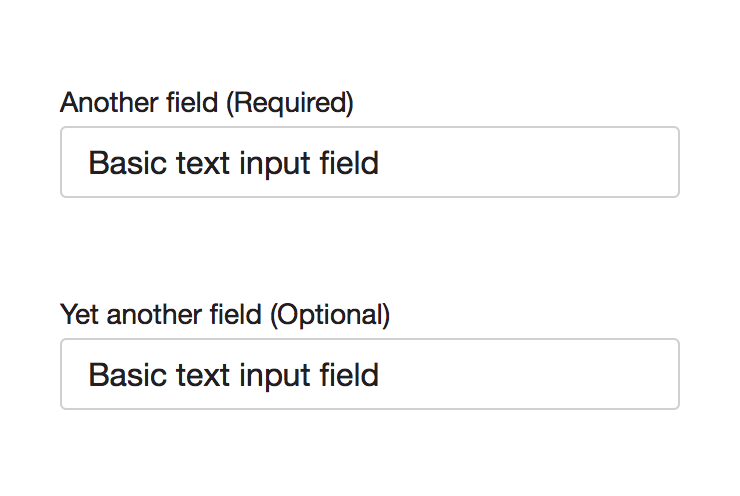 Another field (Required)
Basic text input field
Yet another field (Optional)
Basic text input field